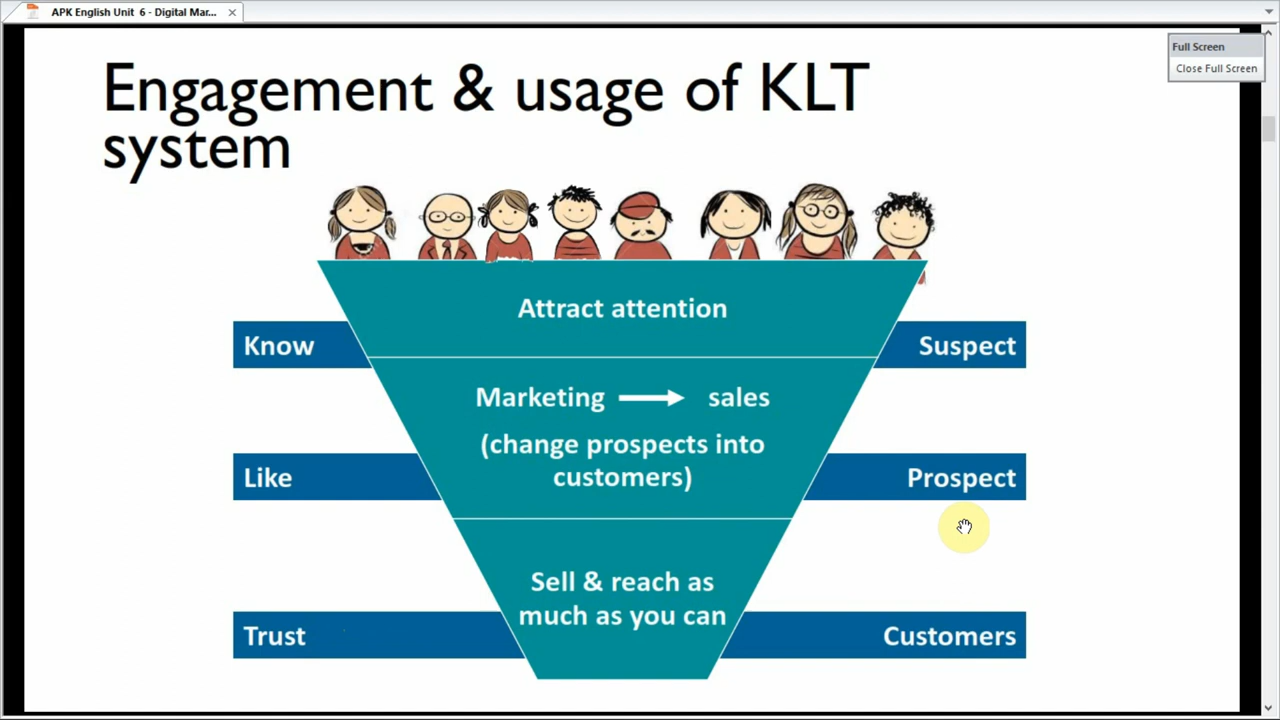 APK English Unit 6 - Digital Mar...
Full Screen
Close Full Screen
Engagement & usage of KLT
system
Attract attention
Know
Suspect
Marketing sales
(change prospects into
customers)
Like
Prospect
Sell & reach as
much as you can
Trust
Customers